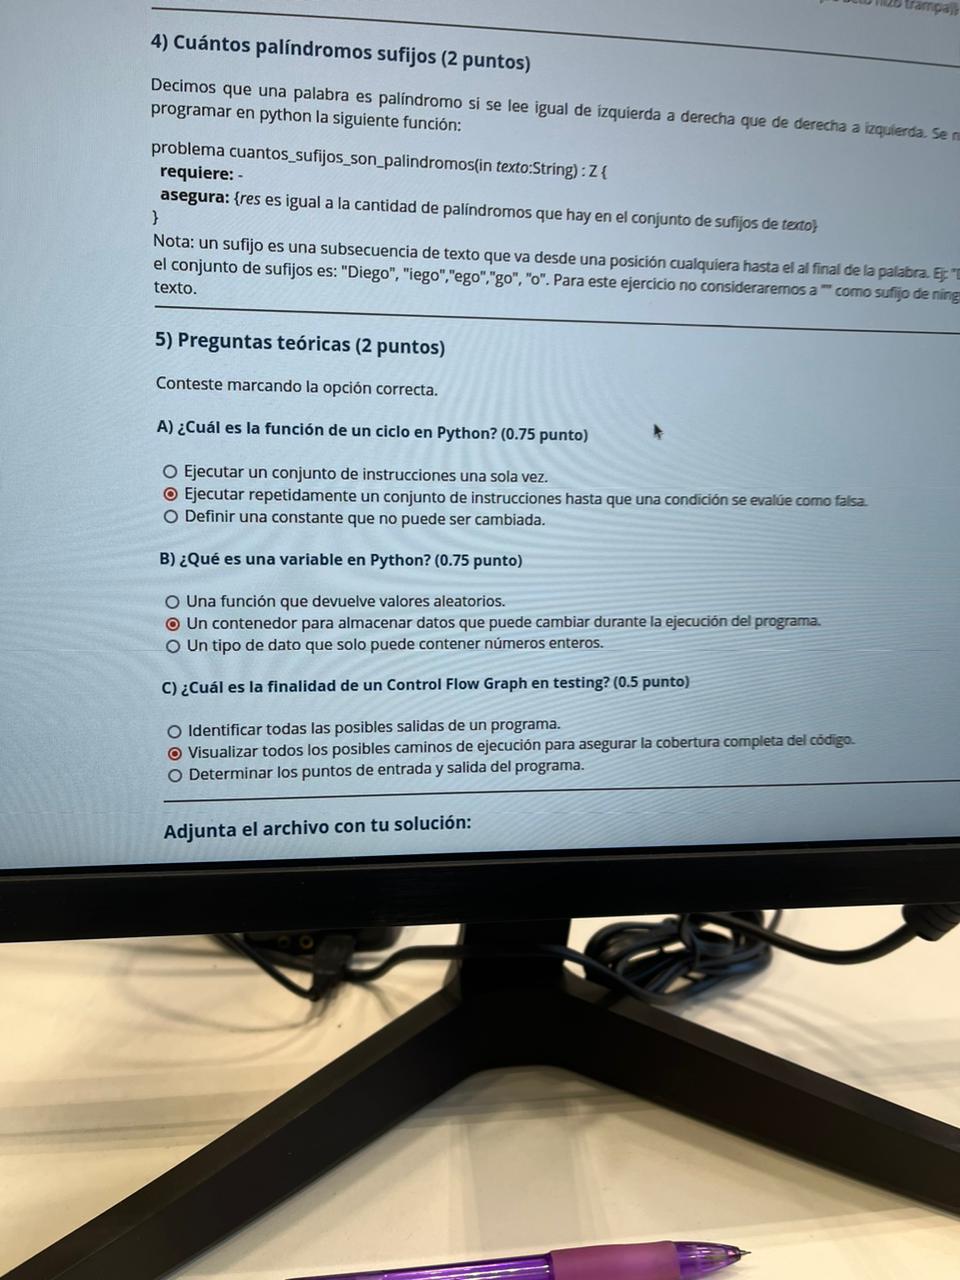 trampa]}
4) Cuántos palíndromos sufijos (2 puntos)
Decimos que una palabra es palíndromo si se lee igual de izquierda a derecha que de derecha a izquierda. Se
programar en python la siguiente función:
problema cuantos_sufijos_son_palindromos(in texto:String) : Z {
requiere: -
asegura: {res es igual a la cantidad de palíndromos que hay en el conjunto de sufijos de texto}
}
Nota: un sufijo es una subsecuencia de texto que va desde una posición cualquiera hasta el al final de la palabra. Ej:
el conjunto de sufijos es: "Diego", "iego","ego","go", "o". Para este ejercicio no consideraremos a "" como sufijo de
texto.
5) Preguntas teóricas (2 puntos)
Conteste marcando la opción correcta.
A) ¿Cuál es la función de un ciclo en Python? (0.75 punto)
Ejecutar un conjunto de instrucciones una sola vez.
Ejecutar repetidamente un conjunto de instrucciones hasta que una condición se evalúe como falsa.
Definir una constante que no puede ser cambiada.
B) ¿Qué es una variable en Python? (0.75 punto)
Una función que devuelve valores aleatorios.
Un contenedor para almacenar datos que puede cambiar durante la ejecución del programa.
Un tipo de dato que solo puede contener números enteros.
C) ¿Cuál es la finalidad de un Control Flow Graph en testing? (0.5 punto)
Identificar todas las posibles salidas de un programa.
Visualizar todos los posibles caminos de ejecución para asegurar la cobertura completa del código.
Determinar los puntos de entrada y salida del programa.
Adjunta el archivo con tu solución: